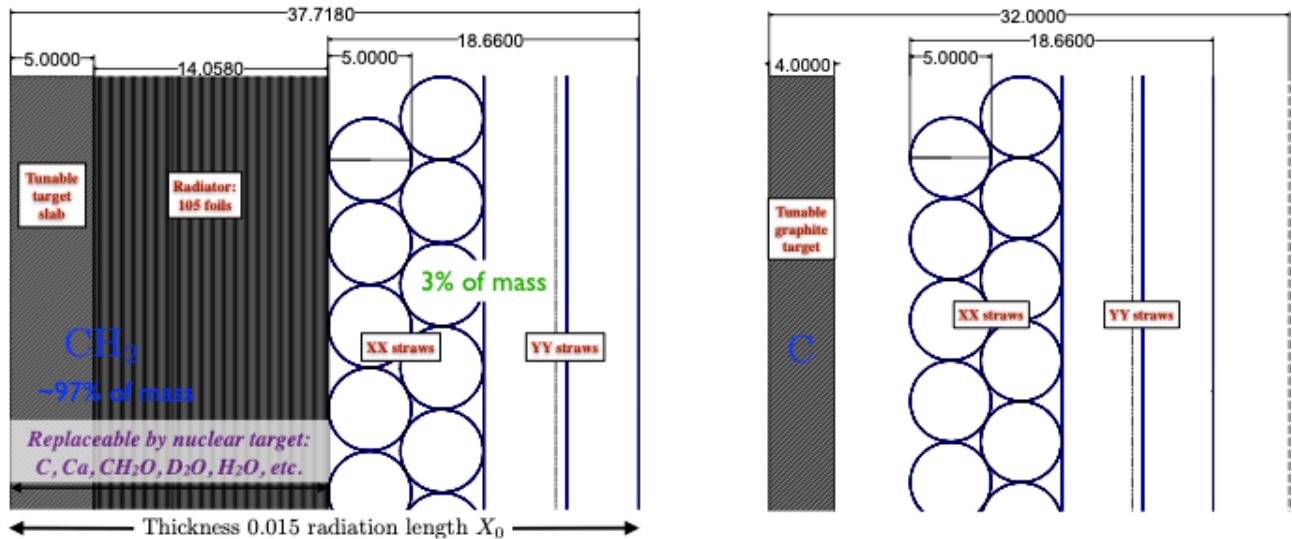 37.7180
18.6600
5.0000
5.0000
14.0580
Tunable
target
slab
Radiator:
105 foils
3% of mass
XX straws
YY straws
CH₂
~97% of mass
Replaceable by nuclear target:
C, Ca, CH2O, D2O, H2O, etc.
Thickness 0.015 radiation length X₀
32.0000
18.6600
5.0000
4.0000
Tunable
graphite
target
XX straws
YY straws
C